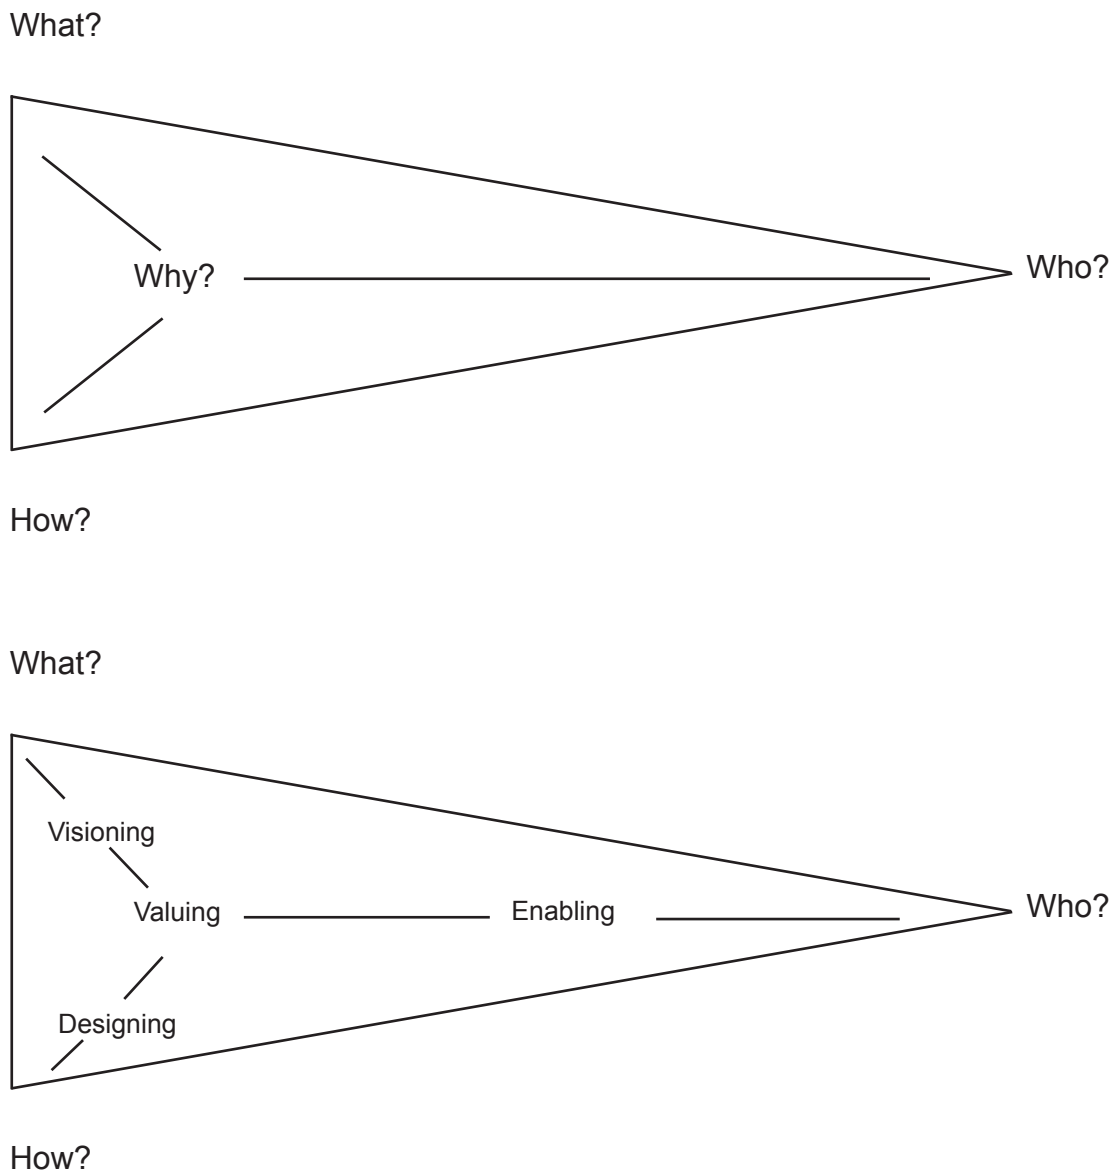 What?
Why?
Who?
How?
What?
Visioning
Valuing
Enabling
Who?
Designing
How?